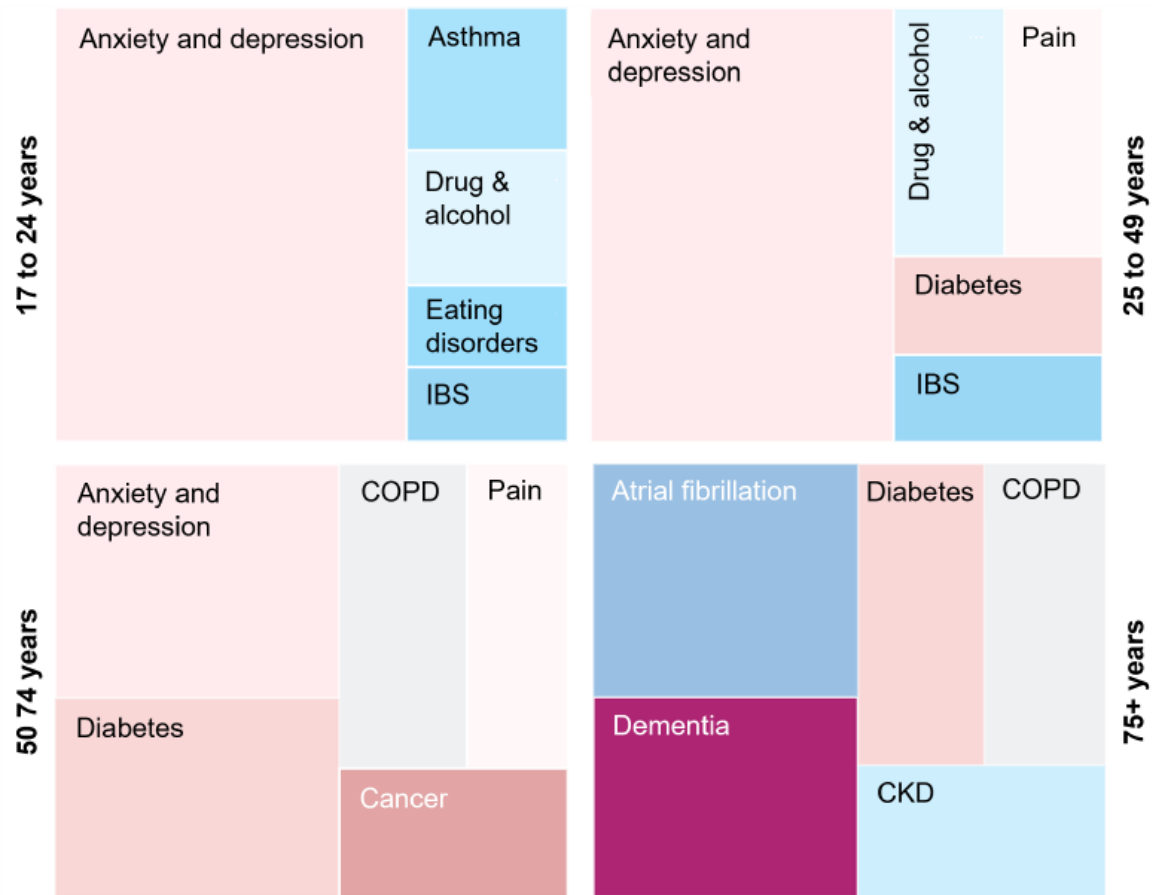 17 to 24 years
Anxiety and depression
Asthma
Drug &
alcohol
Eating
disorders
IBS
Anxiety and
depression
Drug & alcohol
Pain
Diabetes
IBS
25 to 49 years
50 74 years
Anxiety and
depression
COPD
Pain
Diabetes
Cancer
Atrial fibrillation
Diabetes
COPD
Dementia
CKD
75+ years